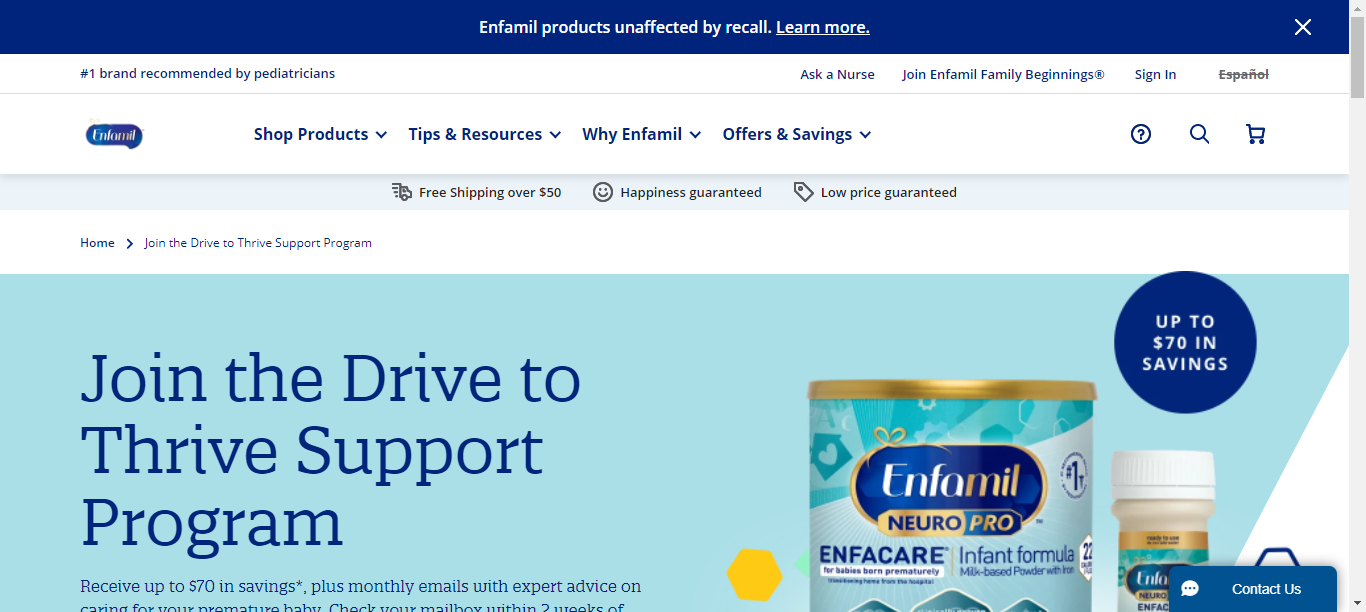 Enfamil products unaffected by recall. Learn more.
#1 brand recommended by pediatricians
Ask a Nurse
Join Enfamil Family Beginnings®
Sign In
Español
Enfamil
Shop Products
Tips & Resources
Why Enfamil
Offers & Savings
Free Shipping over $50
Happiness guaranteed
Low price guaranteed
Home
Join the Drive to Thrive Support Program
UP TO
$70 IN
SAVINGS
Join the Drive to
Thrive Support
Program
Receive up to $70 in savings*, plus monthly emails with expert advice on
caring for your premature baby. Check your mailbox within 2 weeks of
#1
Enfamil
NEURO PRO™
ENFACARE®
for babies born prematurely
Infant formula
Milk-based Powder with Iron
22
ready to use
Enfa
NEURO
ENFAC
Contact Us